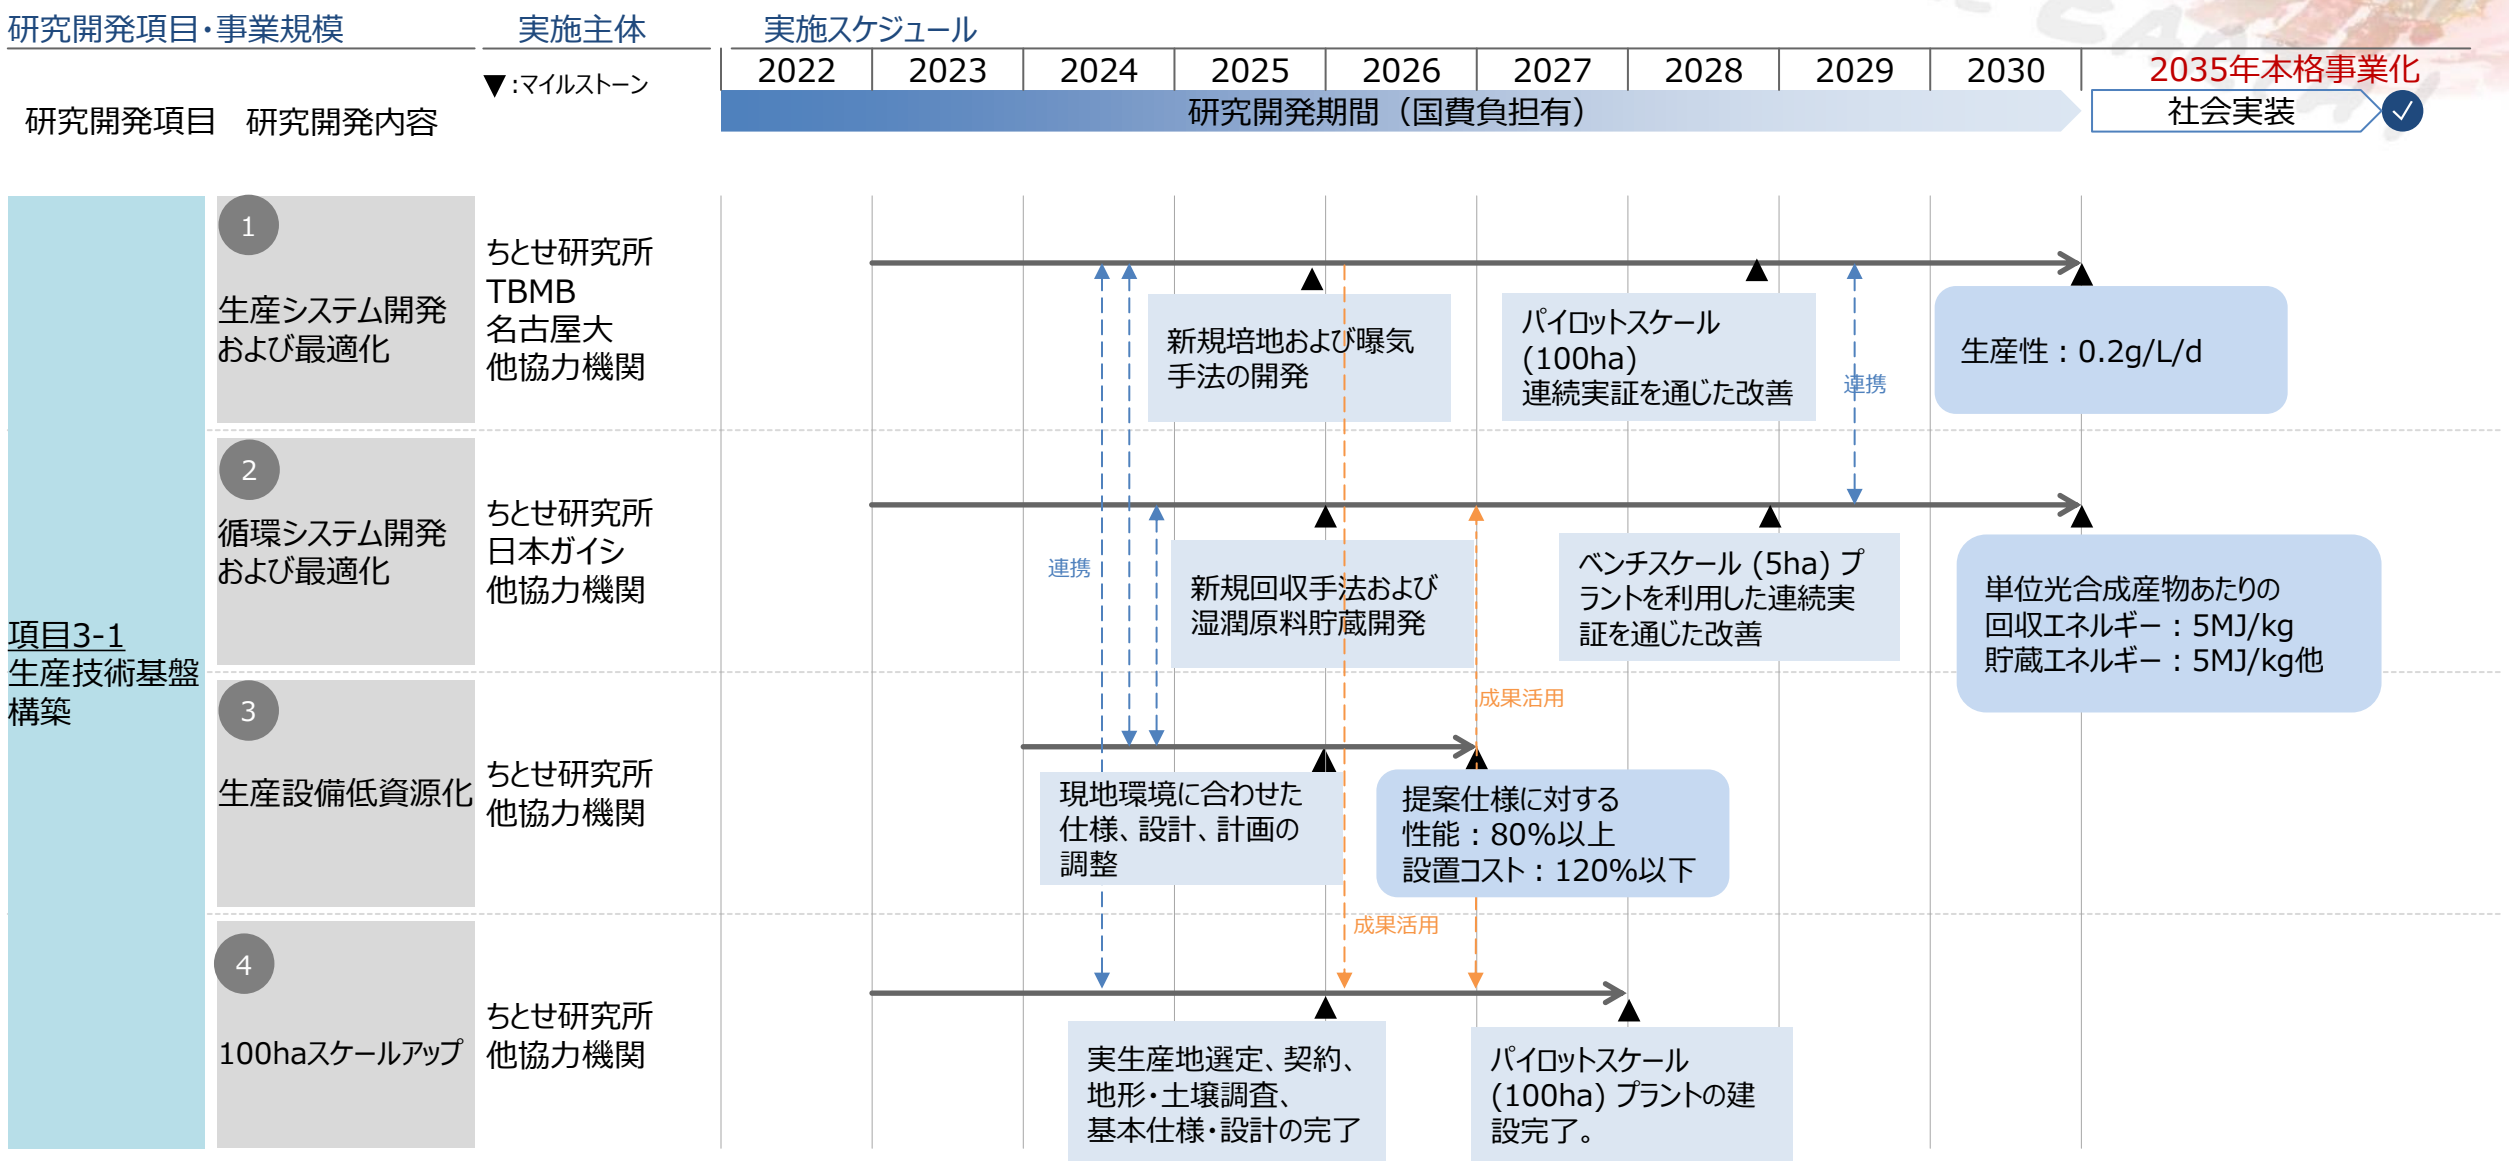 研究開発項目・事業規模
実施主体
実施スケジュール
▼:マイルストーン
2022
2023
2024
2025
2026
2027
2028
2029
2030
2035年本格事業化
研究開発期間（国費負担有）
社会実装
研究開発項目
研究開発内容
項目3-1
生産技術基盤
構築
1
生産システム開発
および最適化
ちとせ研究所
TBMB
名古屋大
他協力機関
新規培地および曝気
手法の開発
パイロットスケール
(100ha)
連続実証を通じた改善
連携
生産性：0.2g/L/d
2
循環システム開発
および最適化
ちとせ研究所
日本ガイシ
他協力機関
連携
新規回収手法および
湿潤原料貯蔵開発
ベンチスケール (5ha) プ
ラントを利用した連続実
証を通じた改善
単位光合成産物あたりの
回収エネルギー：5MJ/kg
貯蔵エネルギー：5MJ/kg他
成果活用
3
生産設備低資源化
ちとせ研究所
他協力機関
現地環境に合わせた
仕様、設計、計画の
調整
提案仕様に対する
性能：80%以上
設置コスト：120%以下
成果活用
4
100haスケールアップ
ちとせ研究所
他協力機関
実生産地選定、契約、
地形・土壌調査、
基本仕様・設計の完了
パイロットスケール
(100ha) プラントの建
設完了。